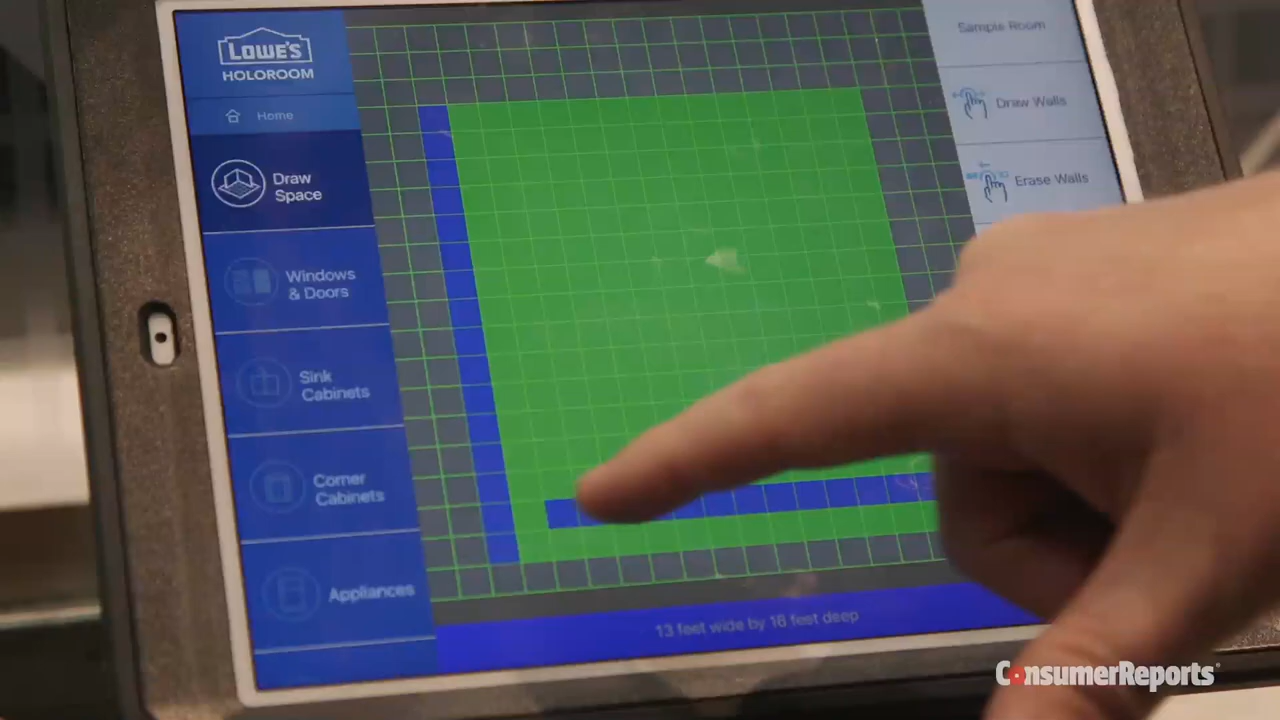 LOWE'S
HOLOROOM
Home
Draw
Space
Windows
& Doors
Sink
Cabinets
Corner
Cabinets
Appliances
Sample Room
Draw Walls
Erase Walls
13 feet wide by 16 feet deep
ConsumerReports